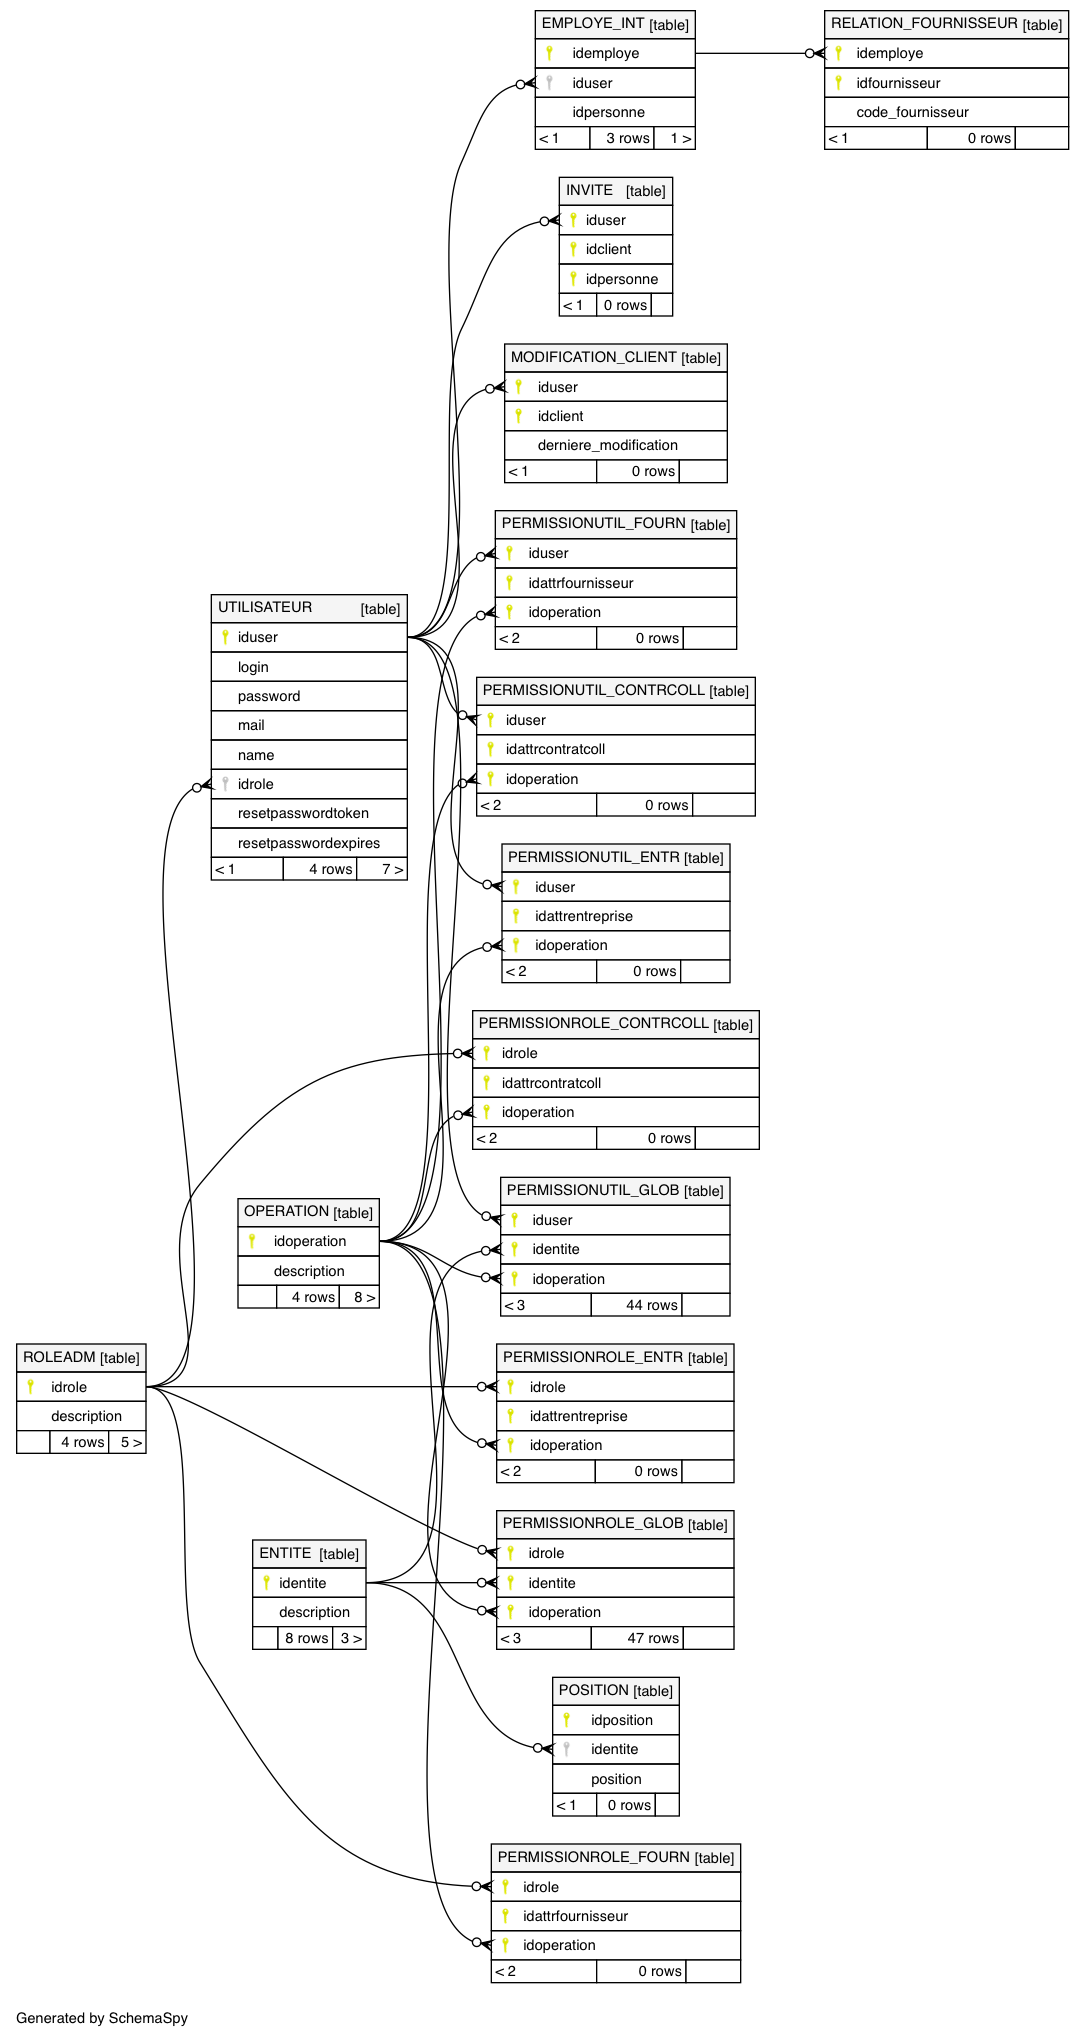 EMPLOYE_INT [table]
idemploye
iduser
idpersonne
< 1 3 rows 1 >
RELATION_FOURNISSEUR [table]
idemploye
idfournisseur
code_fournisseur
< 1 0 rows
INVITE [table]
iduser
idclient
idpersonne
< 1 0 rows
MODIFICATION_CLIENT [table]
iduser
idclient
derniere_modification
< 1 0 rows
PERMISSIONUTIL_FOURN [table]
iduser
idattrfournisseur
idoperation
< 2 0 rows
UTILISATEUR [table]
iduser
login
password
mail
name
idrole
resetpasswordtoken
resetpasswordexpires
< 1 4 rows 7 >
PERMISSIONUTIL_CONTRCOLL [table]
iduser
idattrcontratcoll
idoperation
< 2 0 rows
PERMISSIONUTIL_ENTR [table]
iduser
idattrentreprise
idoperation
< 2 0 rows
PERMISSIONROLE_CONTRCOLL [table]
idrole
idattrcontratcoll
idoperation
< 2 0 rows
OPERATION [table]
idoperation
description
4 rows 8 >
PERMISSIONUTIL_GLOB [table]
iduser
identite
idoperation
< 3 44 rows
ROLEADM [table]
idrole
description
4 rows 5 >
PERMISSIONROLE_ENTR [table]
idrole
idattrentreprise
idoperation
< 2 0 rows
ENTITE [table]
identite
description
8 rows 3 >
PERMISSIONROLE_GLOB [table]
idrole
identite
idoperation
< 3 47 rows
POSITION [table]
idposition
identite
position
< 1 0 rows
PERMISSIONROLE_FOURN [table]
idrole
idattrfournisseur
idoperation
< 2 0 rows
Generated by SchemaSpy